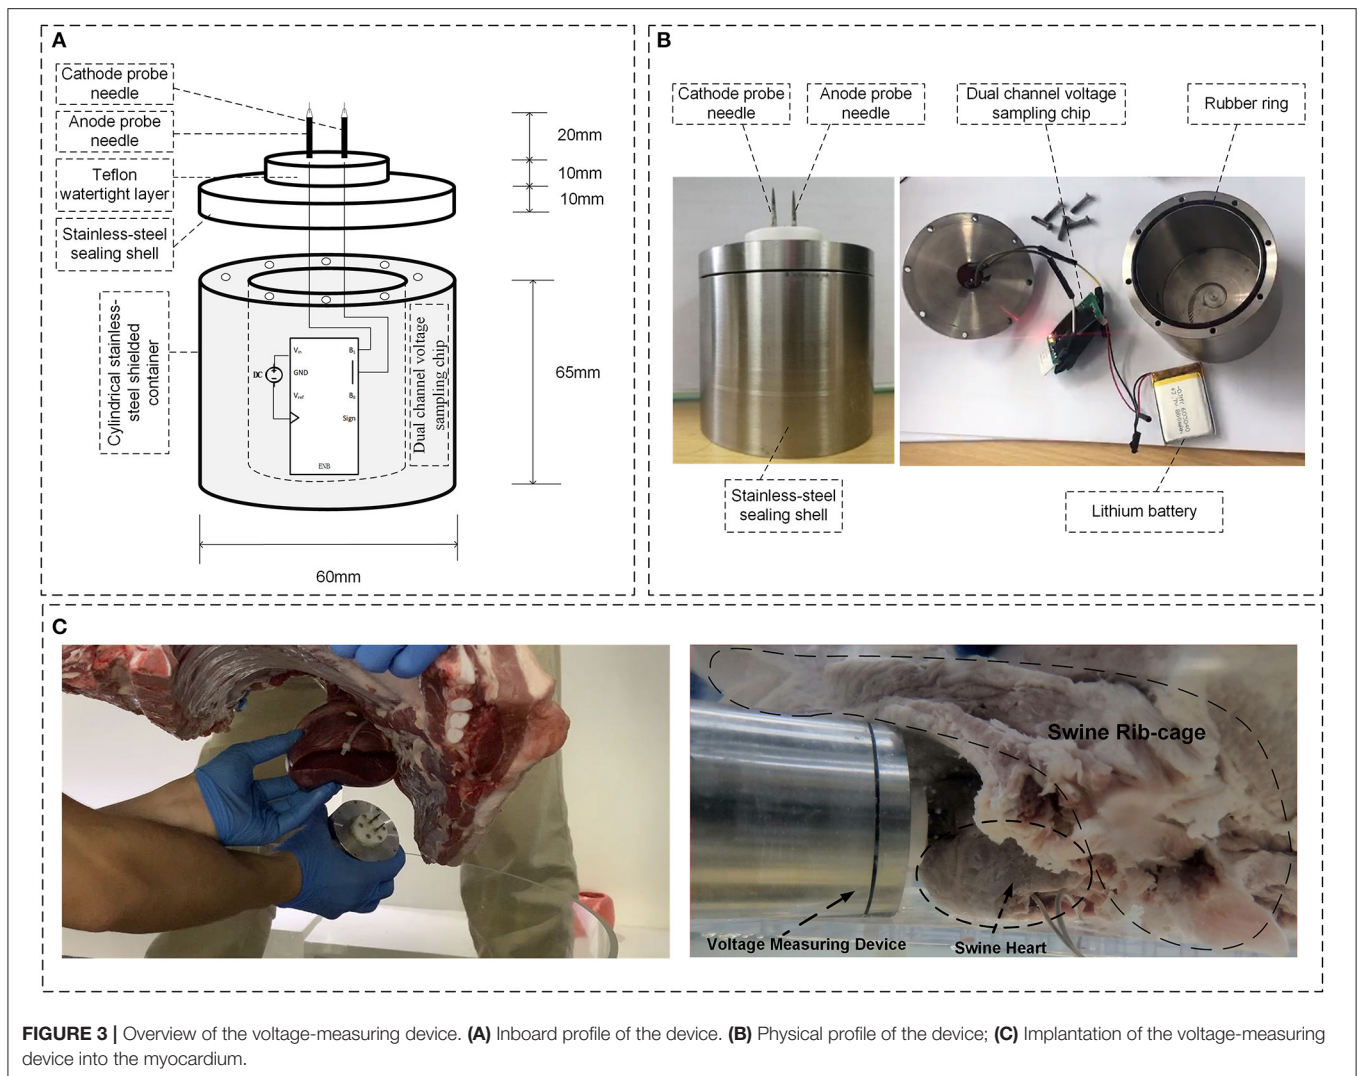 A
Cathode probe
needle
Anode probe
needle
Teflon
watertight layer
Stainless-steel
sealing shell
Cylindrical stainless-
steel shielded
container
20mm
10mm
10mm
65mm
60mm
DC
Vin
GND
Vref
B1
B8
Sign
ENB
Dual channel voltage
sampling chip
B
Cathode probe
needle
Anode probe
needle
Dual channel voltage
sampling chip
Rubber ring
Stainless-steel
sealing shell
Lithium battery
C
Swine Rib-cage
Voltage Measuring Device
Swine Heart
FIGURE 3 | Overview of the voltage-measuring device. (A) Inboard profile of the device. (B) Physical profile of the device; (C) Implantation of the voltage-measuring
device into the myocardium.